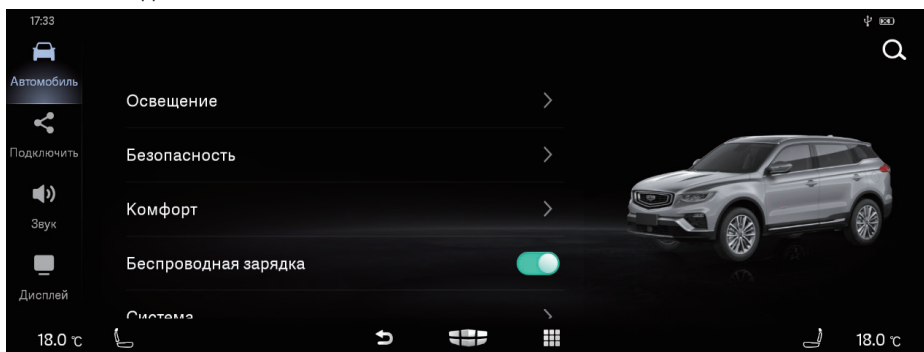 17:33
Автомобиль
Освещение
Подключить
Безопасность
Звук
Комфорт
Беспроводная зарядка
Дисплей
Система
18.0 °C
18.0 °C